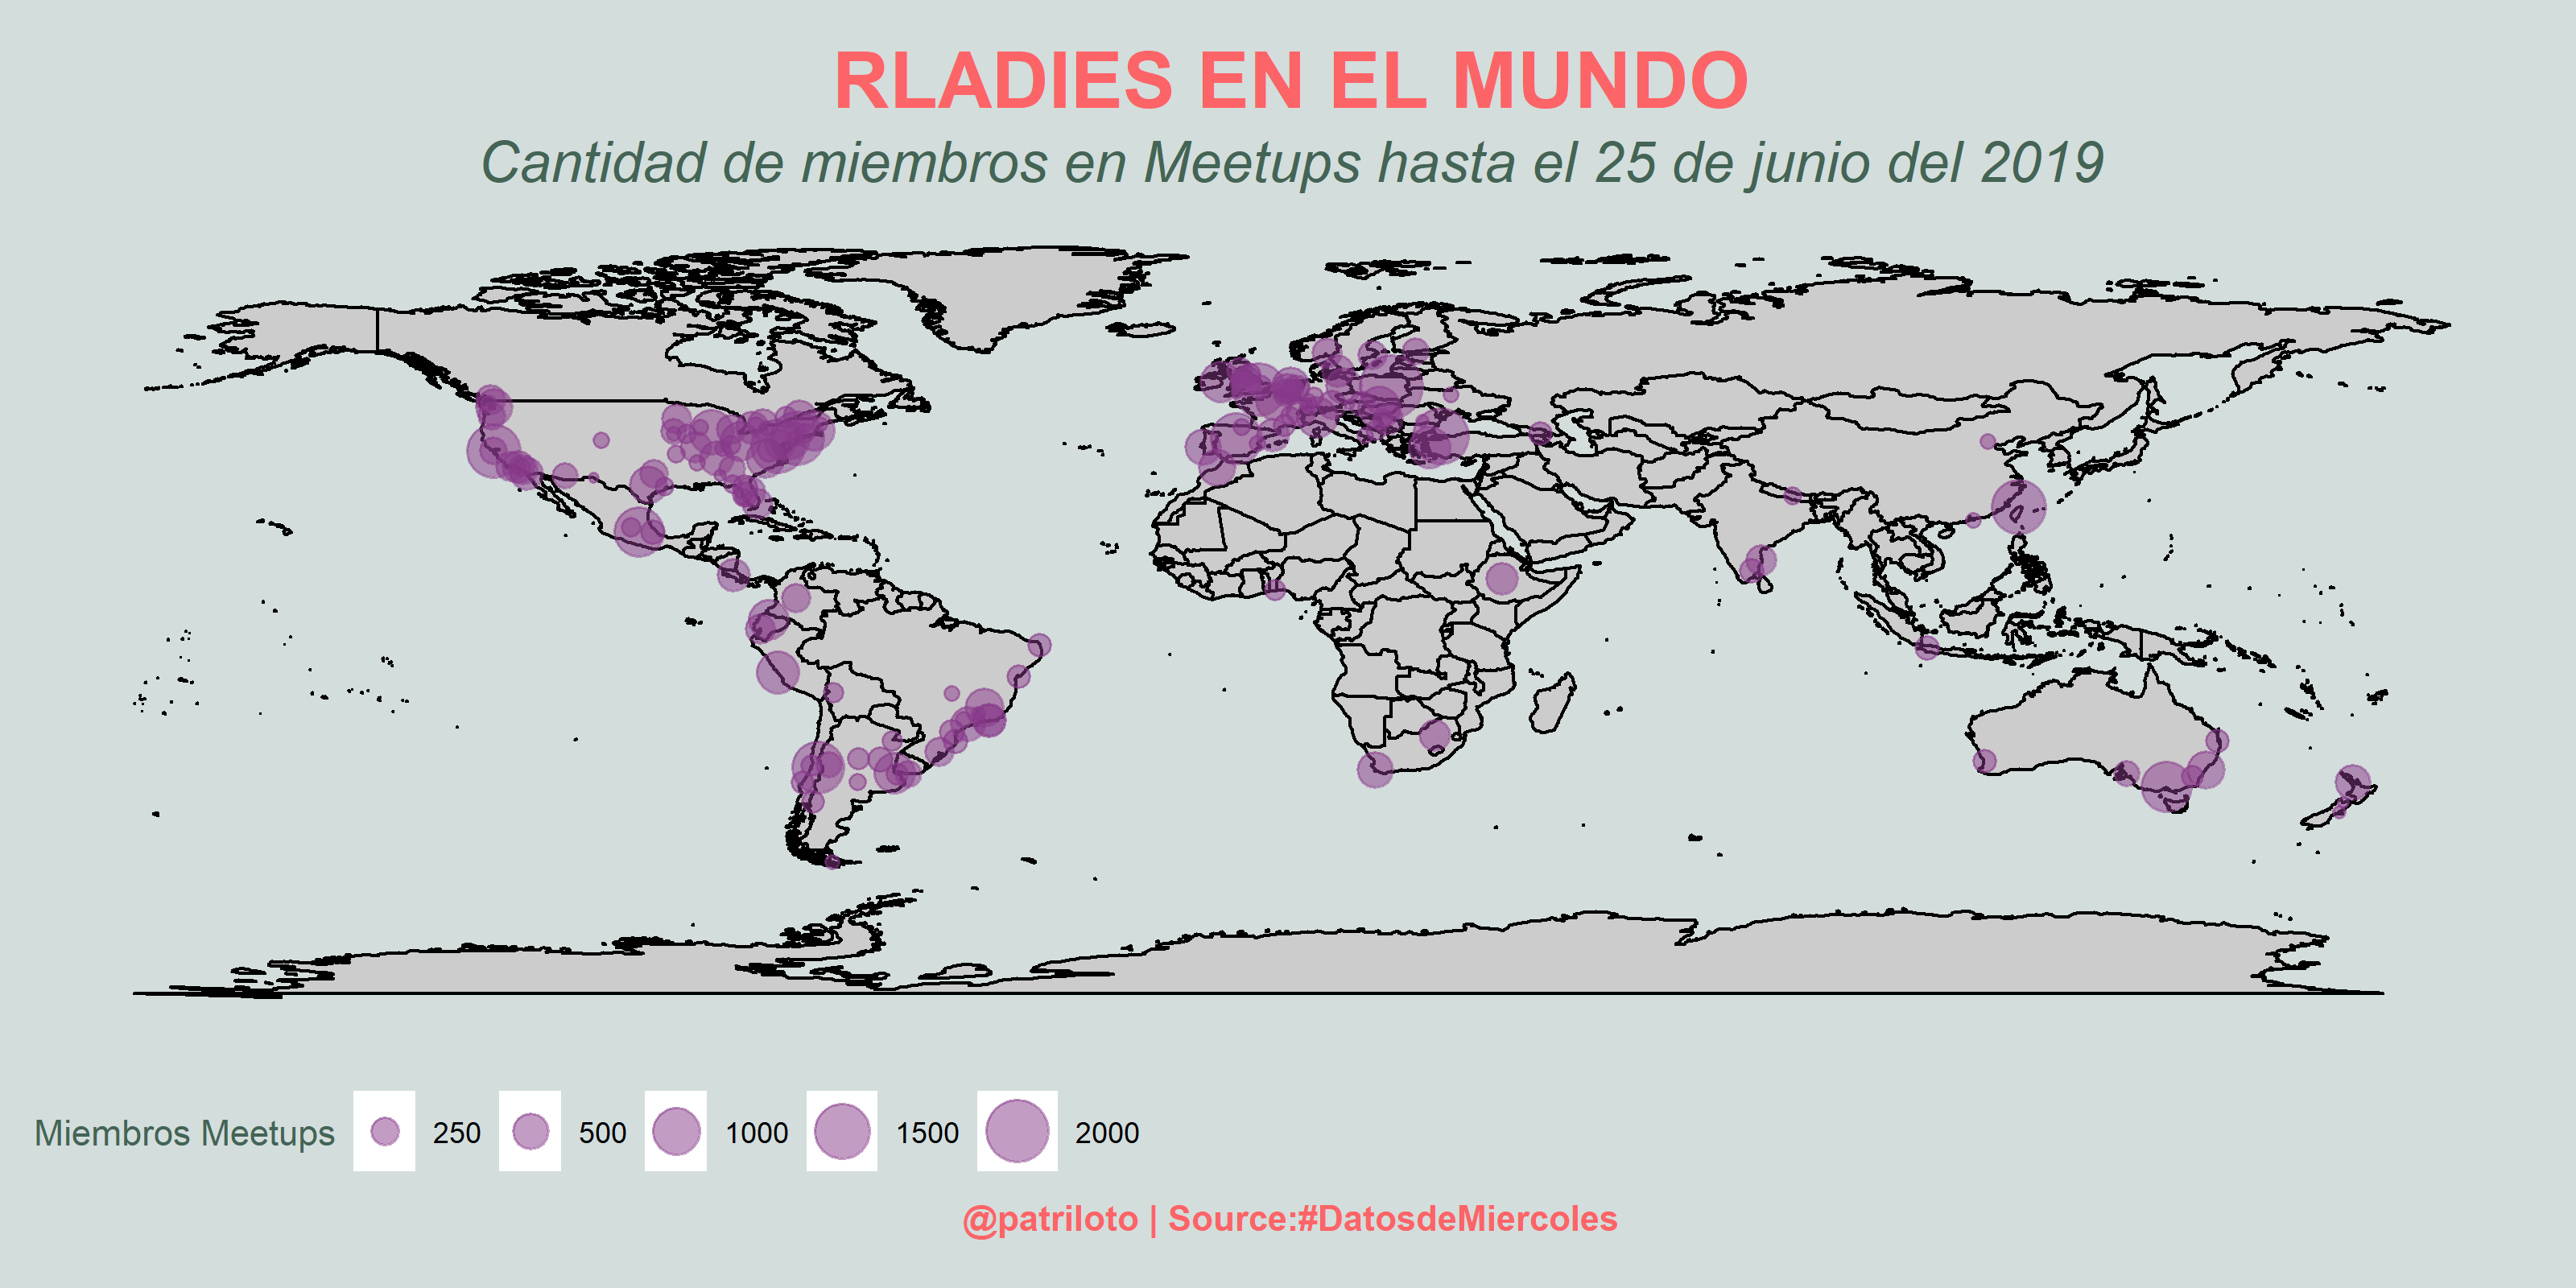 RLADIES EN EL MUNDO
Cantidad de miembros en Meetups hasta el 25 de junio del 2019
Miembros Meetups 250 500 1000 1500 2000
@patriloto | Source:#DatosdeMiercoles